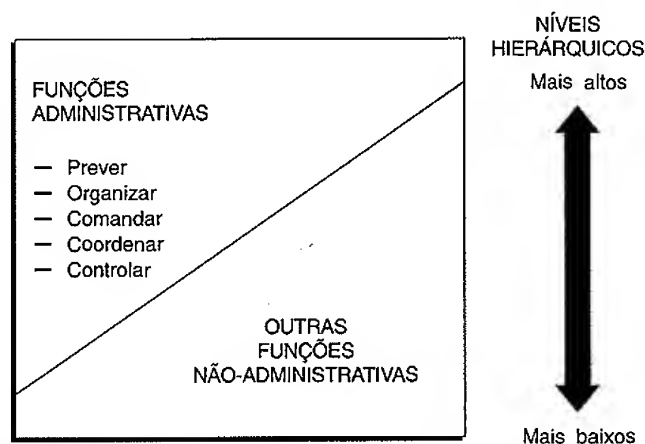 FUNÇÕES
ADMINISTRATIVAS
— Prever
— Organizar
— Comandar
— Coordenar
— Controlar
OUTRAS
FUNÇÕES
NÃO-ADMINISTRATIVAS
NÍVEIS
HIERÁRQUICOS
Mais altos
Mais baixos